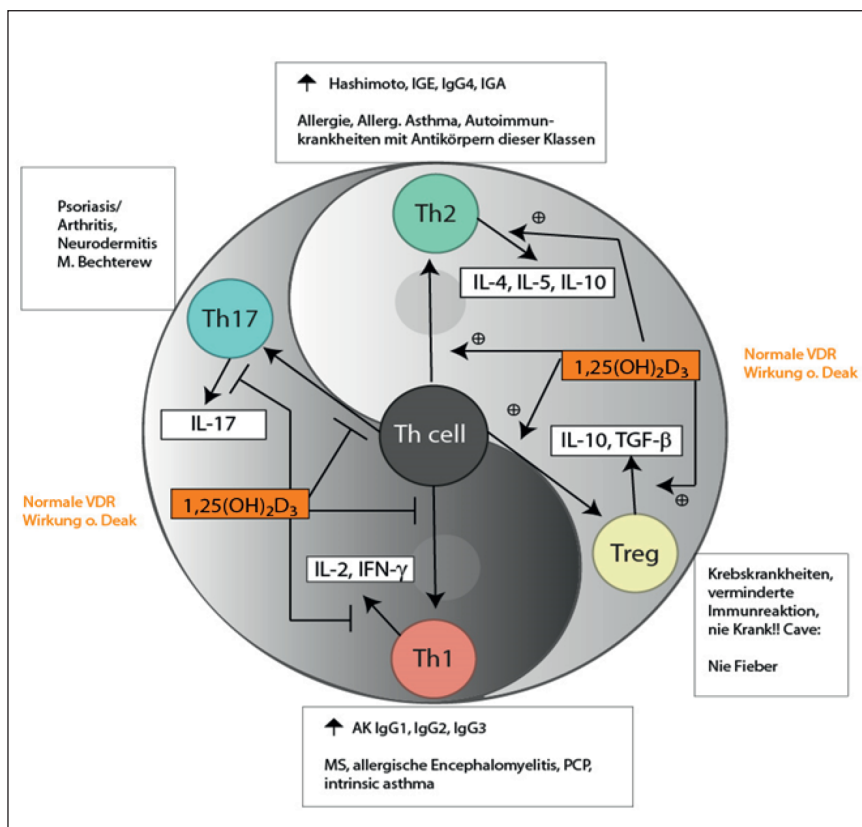 ↑ Hashimoto, IGE, IgG4, IGA
Allergie, Allerg. Asthma, Autoimmun-
krankheiten mit Antikörpern dieser Klassen
Psoriasis/
Arthritis,
Neurodermitis
M. Bechterew
Th2
⊕
IL-4, IL-5, IL-10
Th17
⊕
1,25(OH)₂D₃
Normale VDR
Wirkung o. Deak
IL-17
Th cell
⊕
IL-10, TGF-β
Normale VDR
Wirkung o. Deak
1,25(OH)₂D₃
⊕
IL-2, IFN-γ
Treg
Th1
Krebskrankheiten,
verminderte
Immunreaktion,
nie Krank!! Cave:
Nie Fieber
↑ AK IgG1, IgG2, IgG3
MS, allergische Encephalomyelitis, PCP,
intrinsic asthma